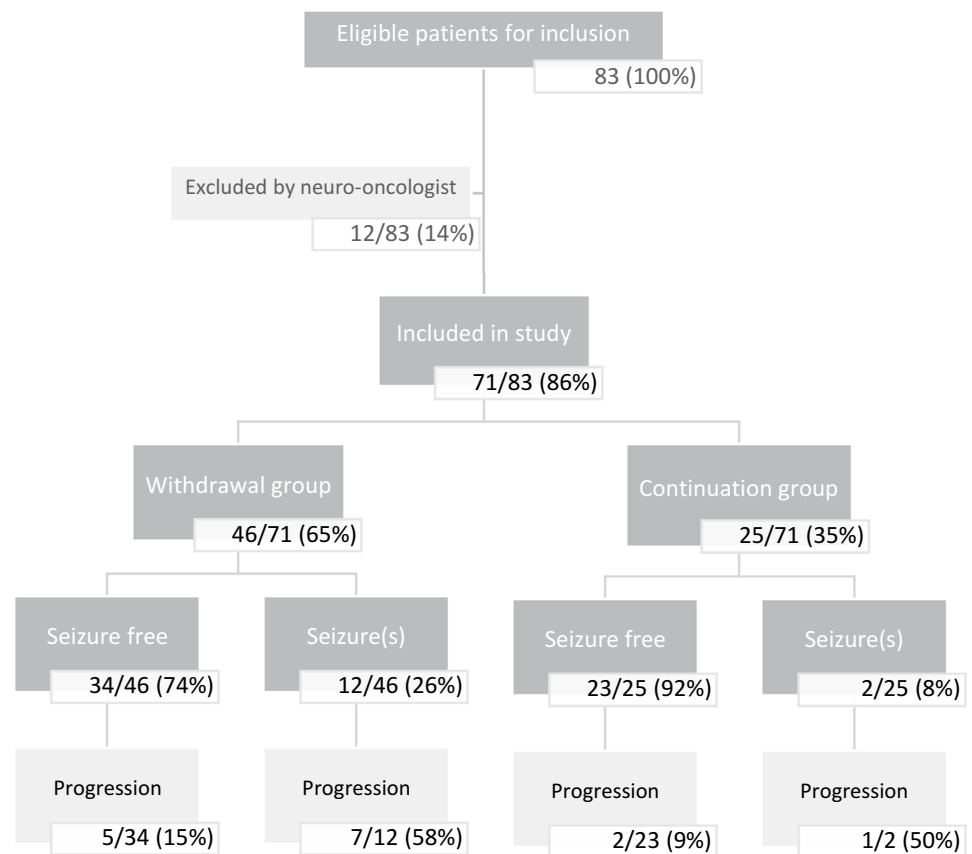 Eligible patients for inclusion
83 (100%)
Excluded by neuro-oncologist
12/83 (14%)
Included in study
71/83 (86%)
Withdrawal group
46/71 (65%)
Continuation group
25/71 (35%)
Seizure free
34/46 (74%)
Seizure(s)
12/46 (26%)
Seizure free
23/25 (92%)
Seizure(s)
2/25 (8%)
Progression
5/34 (15%)
Progression
7/12 (58%)
Progression
2/23 (9%)
Progression
1/2 (50%)